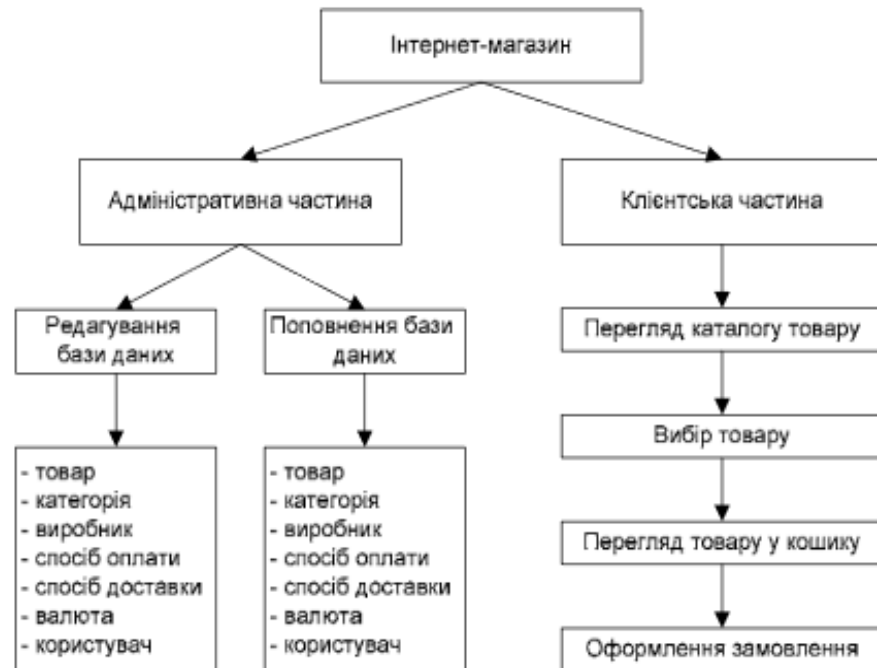 Інтернет-магазин
Адміністративна частина
Клієнтська частина
Редагування
бази даних
Поповнення бази
даних
Перегляд каталогу товару
Вибір товару
Перегляд товару у кошику
Оформлення замовлення
- товар
- категорія
- виробник
- спосіб оплати
- спосіб доставки
- валюта
- користувач
- товар
- категорія
- виробник
- спосіб оплати
- спосіб доставки
- валюта
- користувач